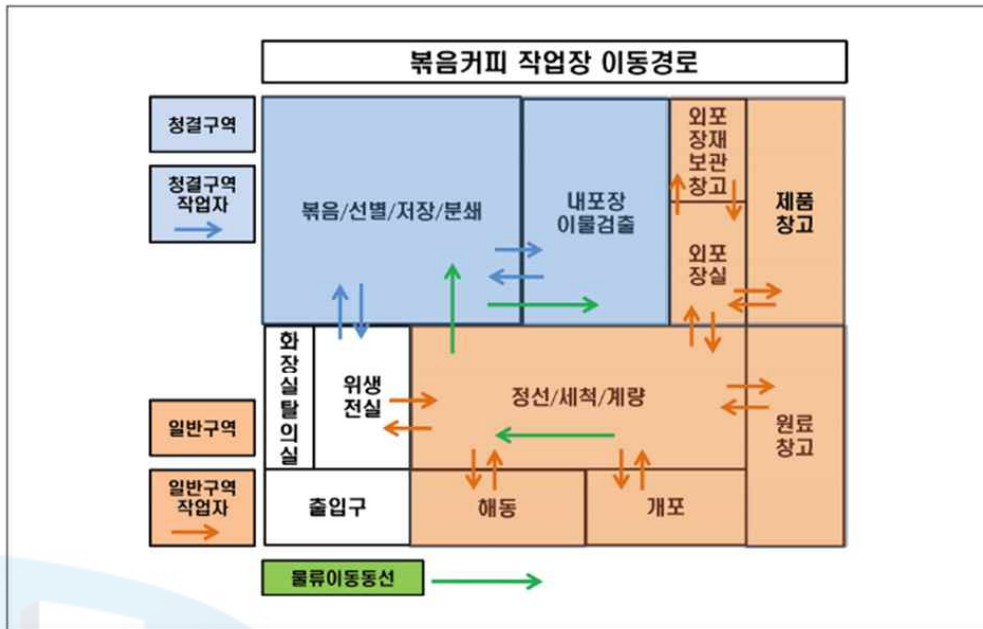 볶음커피 작업장 이동경로
청결구역
청결구역
작업자
볶음/선별/저장/분쇄
내포장
이물검출
외포
장재
보관
창고
제품
창고
외포
장실
화
장
실
탈
의
실
위생
전실
정선/세척/계량
원료
창고
일반구역
일반구역
작업자
출입구
해동
개포
물류이동동선